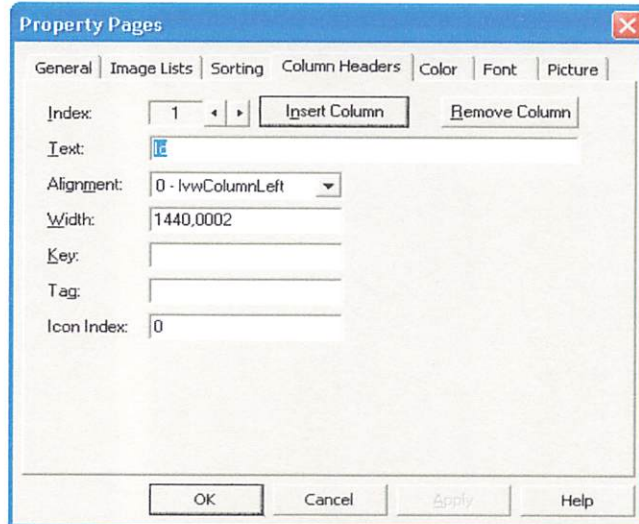 Property Pages
General Image Lists Sorting Column Headers Color Font Picture
Index: 1 Insert Column Remove Column
Text: Id
Alignment: 0 - lvwColumnLeft
Width: 1440,0002
Key:
Tag:
Icon Index: 0
OK Cancel Apply Help